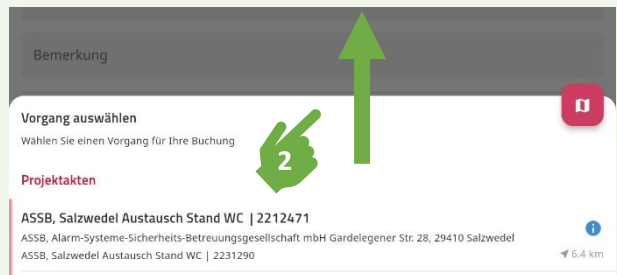 Bemerkung
Vorgang auswählen
Wählen Sie einen Vorgang für Ihre Buchung
2
Projektakten
ASSB, Salzwedel Austausch Stand WC | 2212471
ASSB, Alarm-Systeme-Sicherheits-Betreuungsgesellschaft mbH Gardelegener Str. 28, 29410 Salzwedel
ASSB, Salzwedel Austausch Stand WC | 2231290
6.4 km